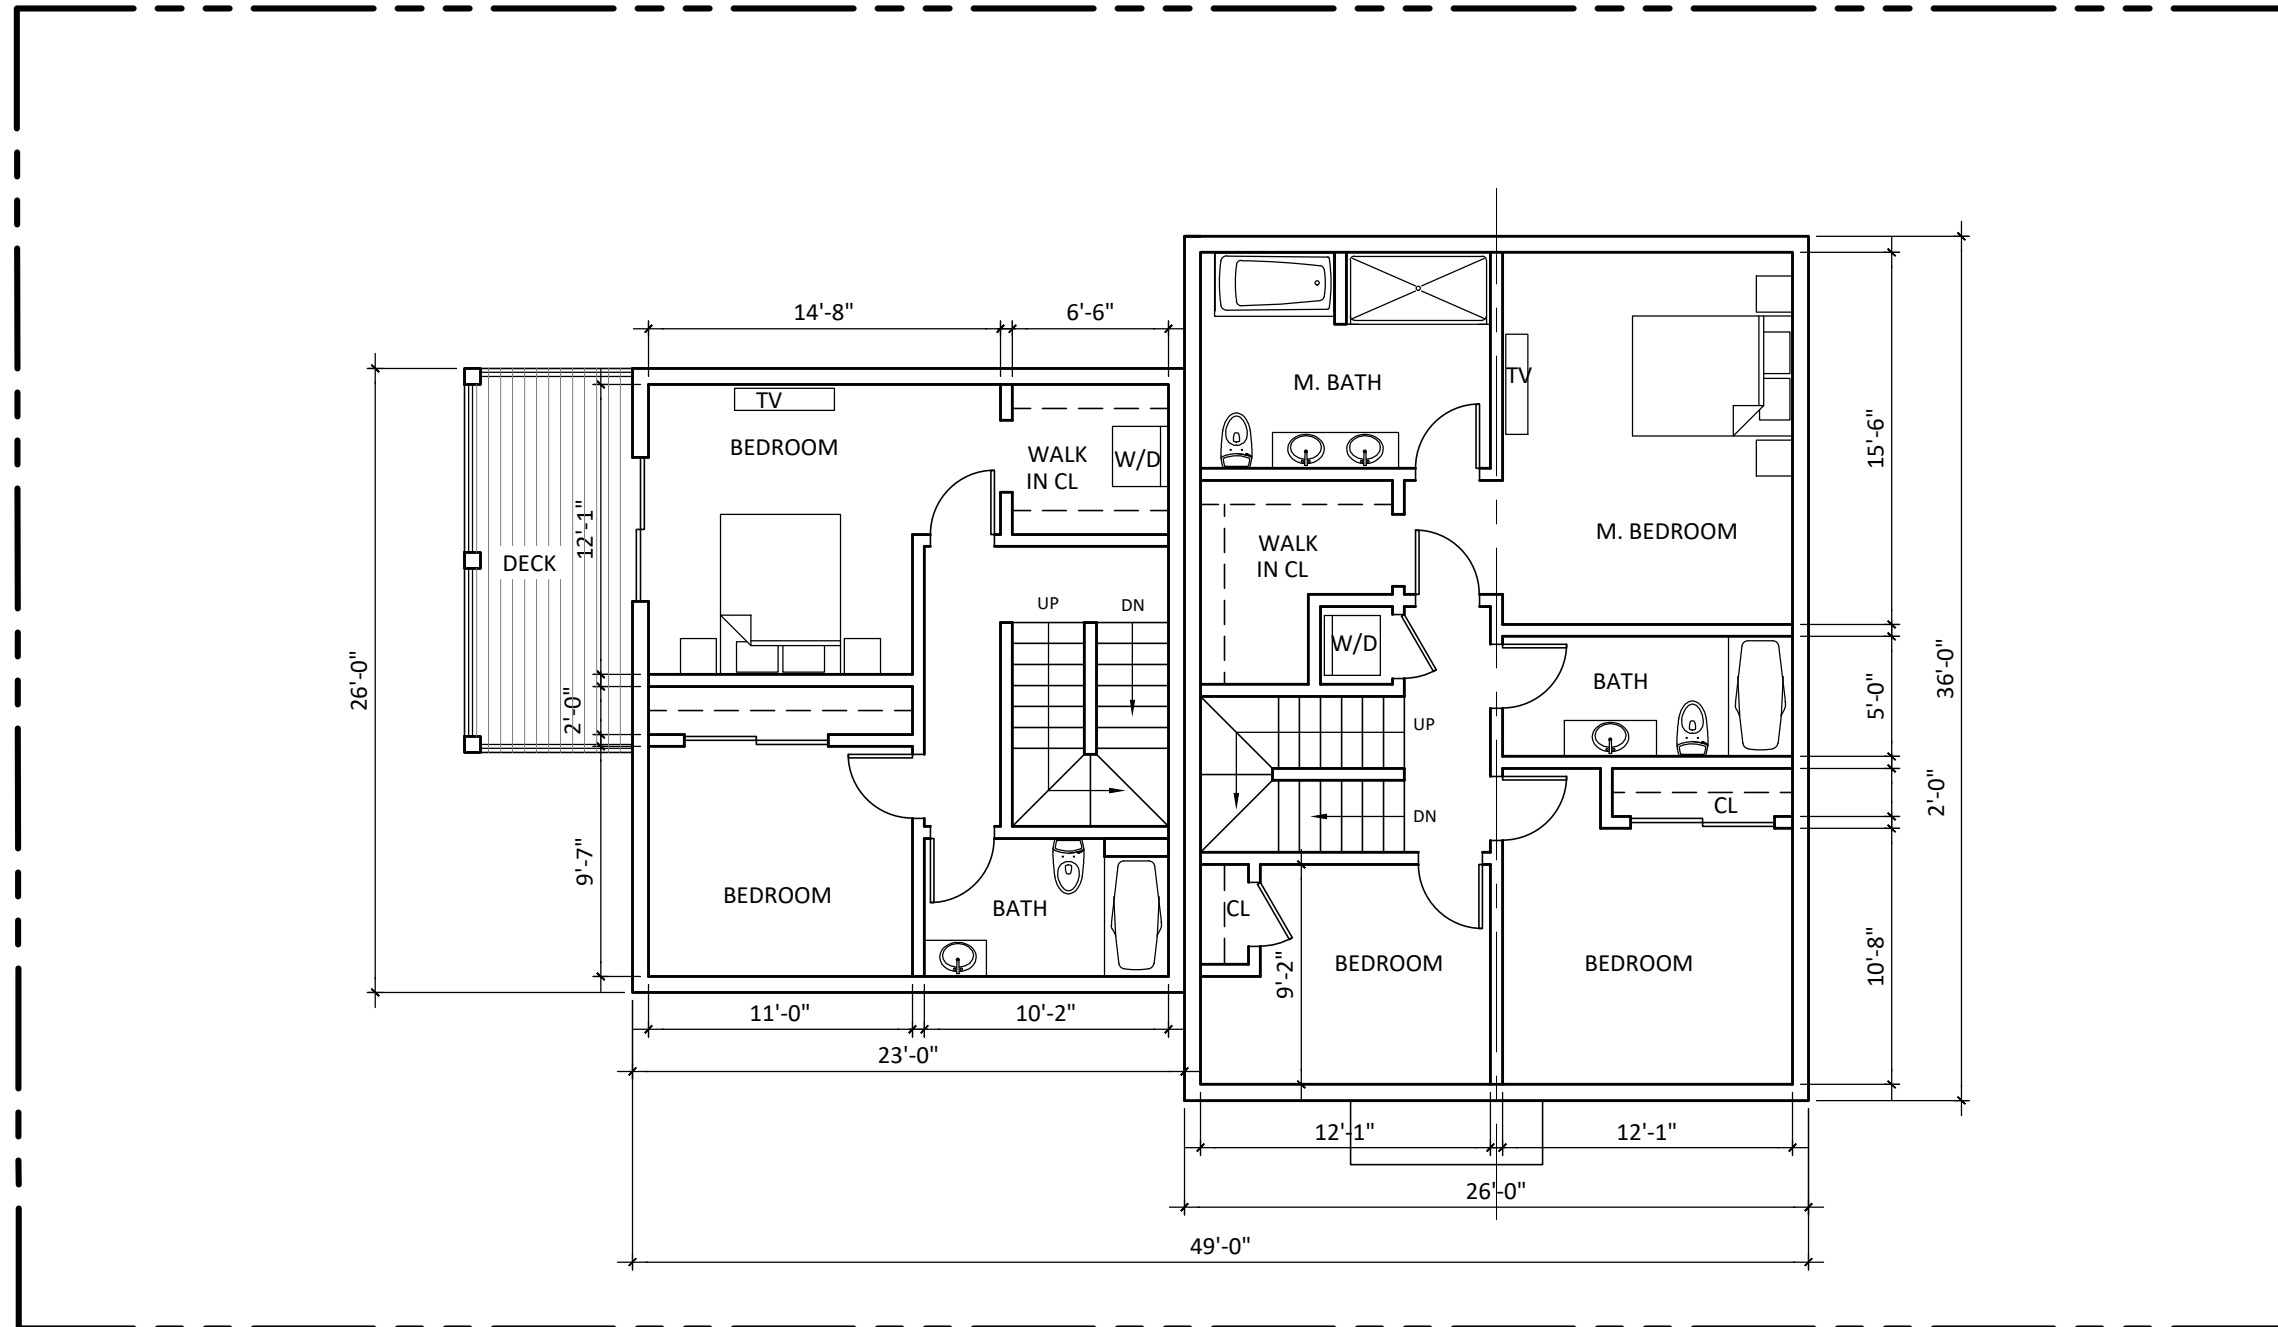 14'-8"
6'-6"
TV
BEDROOM
WALK
IN CL
W/D
DECK
12'-1"
26'-0"
2'-0"
9'-7"
UP
DN
BEDROOM
BATH
11'-0"
10'-2"
23'-0"
M. BATH
TV
M. BEDROOM
WALK
IN CL
W/D
BATH
UP
DN
CL
CL
BEDROOM
BEDROOM
9'-2"
15'-6"
5'-0"
36'-0"
2'-0"
10'-8"
12'-1"
12'-1"
26'-0"
49'-0"